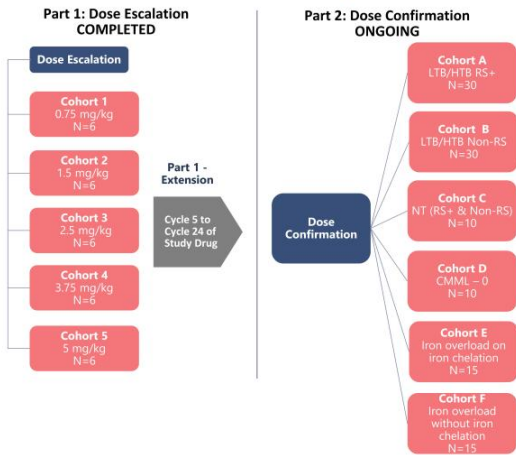 Part 1: Dose Escalation
COMPLETED
Dose Escalation
Cohort 1
0.75 mg/kg
N=6
Cohort 2
1.5 mg/kg
N=6
Cohort 3
2.5 mg/kg
N=6
Cohort 4
3.75 mg/kg
N=6
Cohort 5
5 mg/kg
N=6
Part 1 -
Extension
Cycle 5 to
Cycle 24 of
Study Drug
Part 2: Dose Confirmation
ONGOING
Dose
Confirmation
Cohort A
LTB/HTB RS+
N=30
Cohort B
LTB/HTB Non-RS
N=30
Cohort C
NT (RS+ & Non-RS)
N=10
Cohort D
CMML – 0
N=10
Cohort E
Iron overload on
iron chelation
N=15
Cohort F
Iron overload
without iron
chelation
N=15